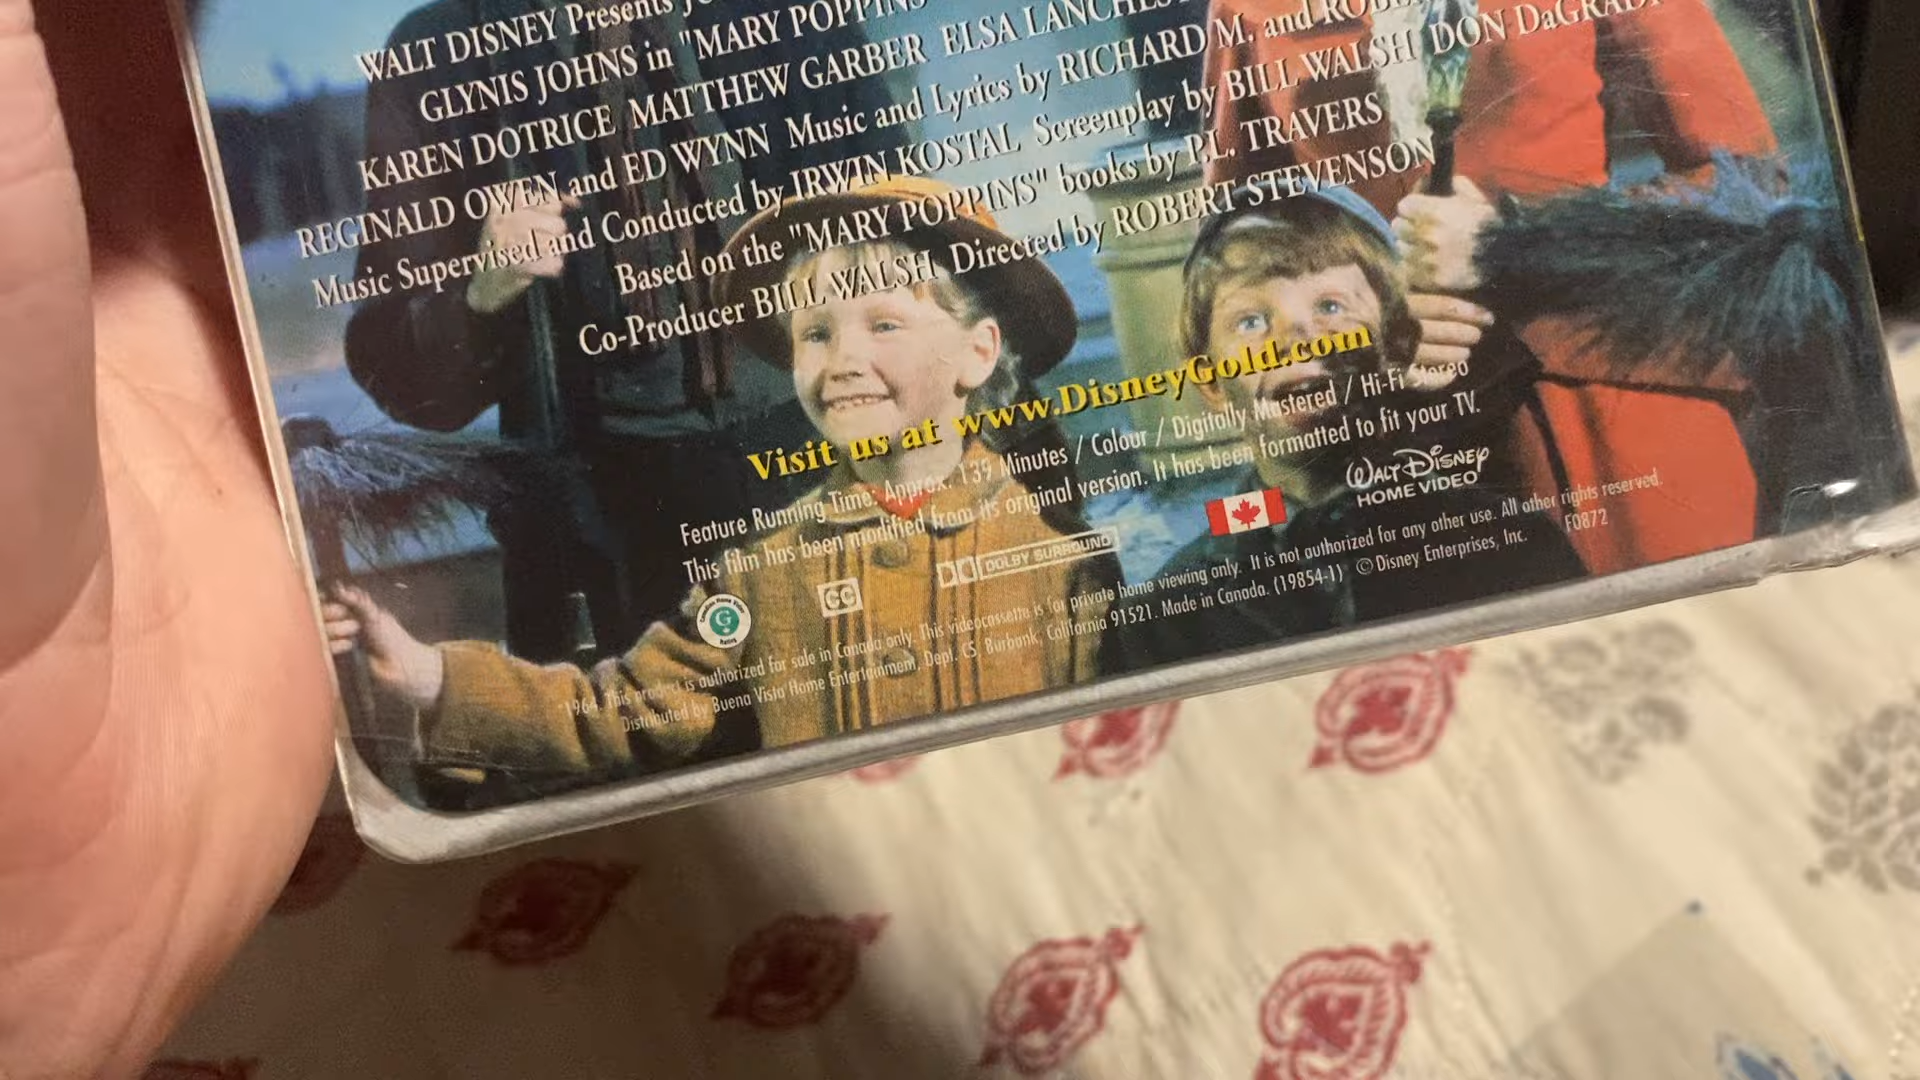 WALT DISNEY Presents
GLYNIS JOHNS in "MARY POPPINS"
KAREN DOTRICE MATTHEW GARBER ELSA
REGINALD OWEN and ED WYNN Music and Lyrics by RICHARD M. and
Music Supervised and Conducted by IRWIN KOSTAL Screenplay by BILL WALSH DON
Based on the "MARY POPPINS" books by P.L. TRAVERS
Co-Producer BILL WALSH Directed by ROBERT STEVENSON
Visit us at www.DisneyGold.com
Feature Running Time: Approx. 139 Minutes / Colour / Digitally Mastered / Hi-Fi Stereo
This film has been modified from its original version. It has been formatted to fit your TV.
Canadian Home Video
G
Rating
CC
DOLBY SURROUND
WALT DISNEY
HOME VIDEO
*1964. This product is authorized for sale in Canada only. This videocassette is for private home viewing only. It is not authorized for any other use. All other rights reserved.
Distributed by Buena Vista Home Entertainment, Dept. CS, Burbank, California 91521. Made in Canada. (19854-1) © Disney Enterprises, Inc. F0872